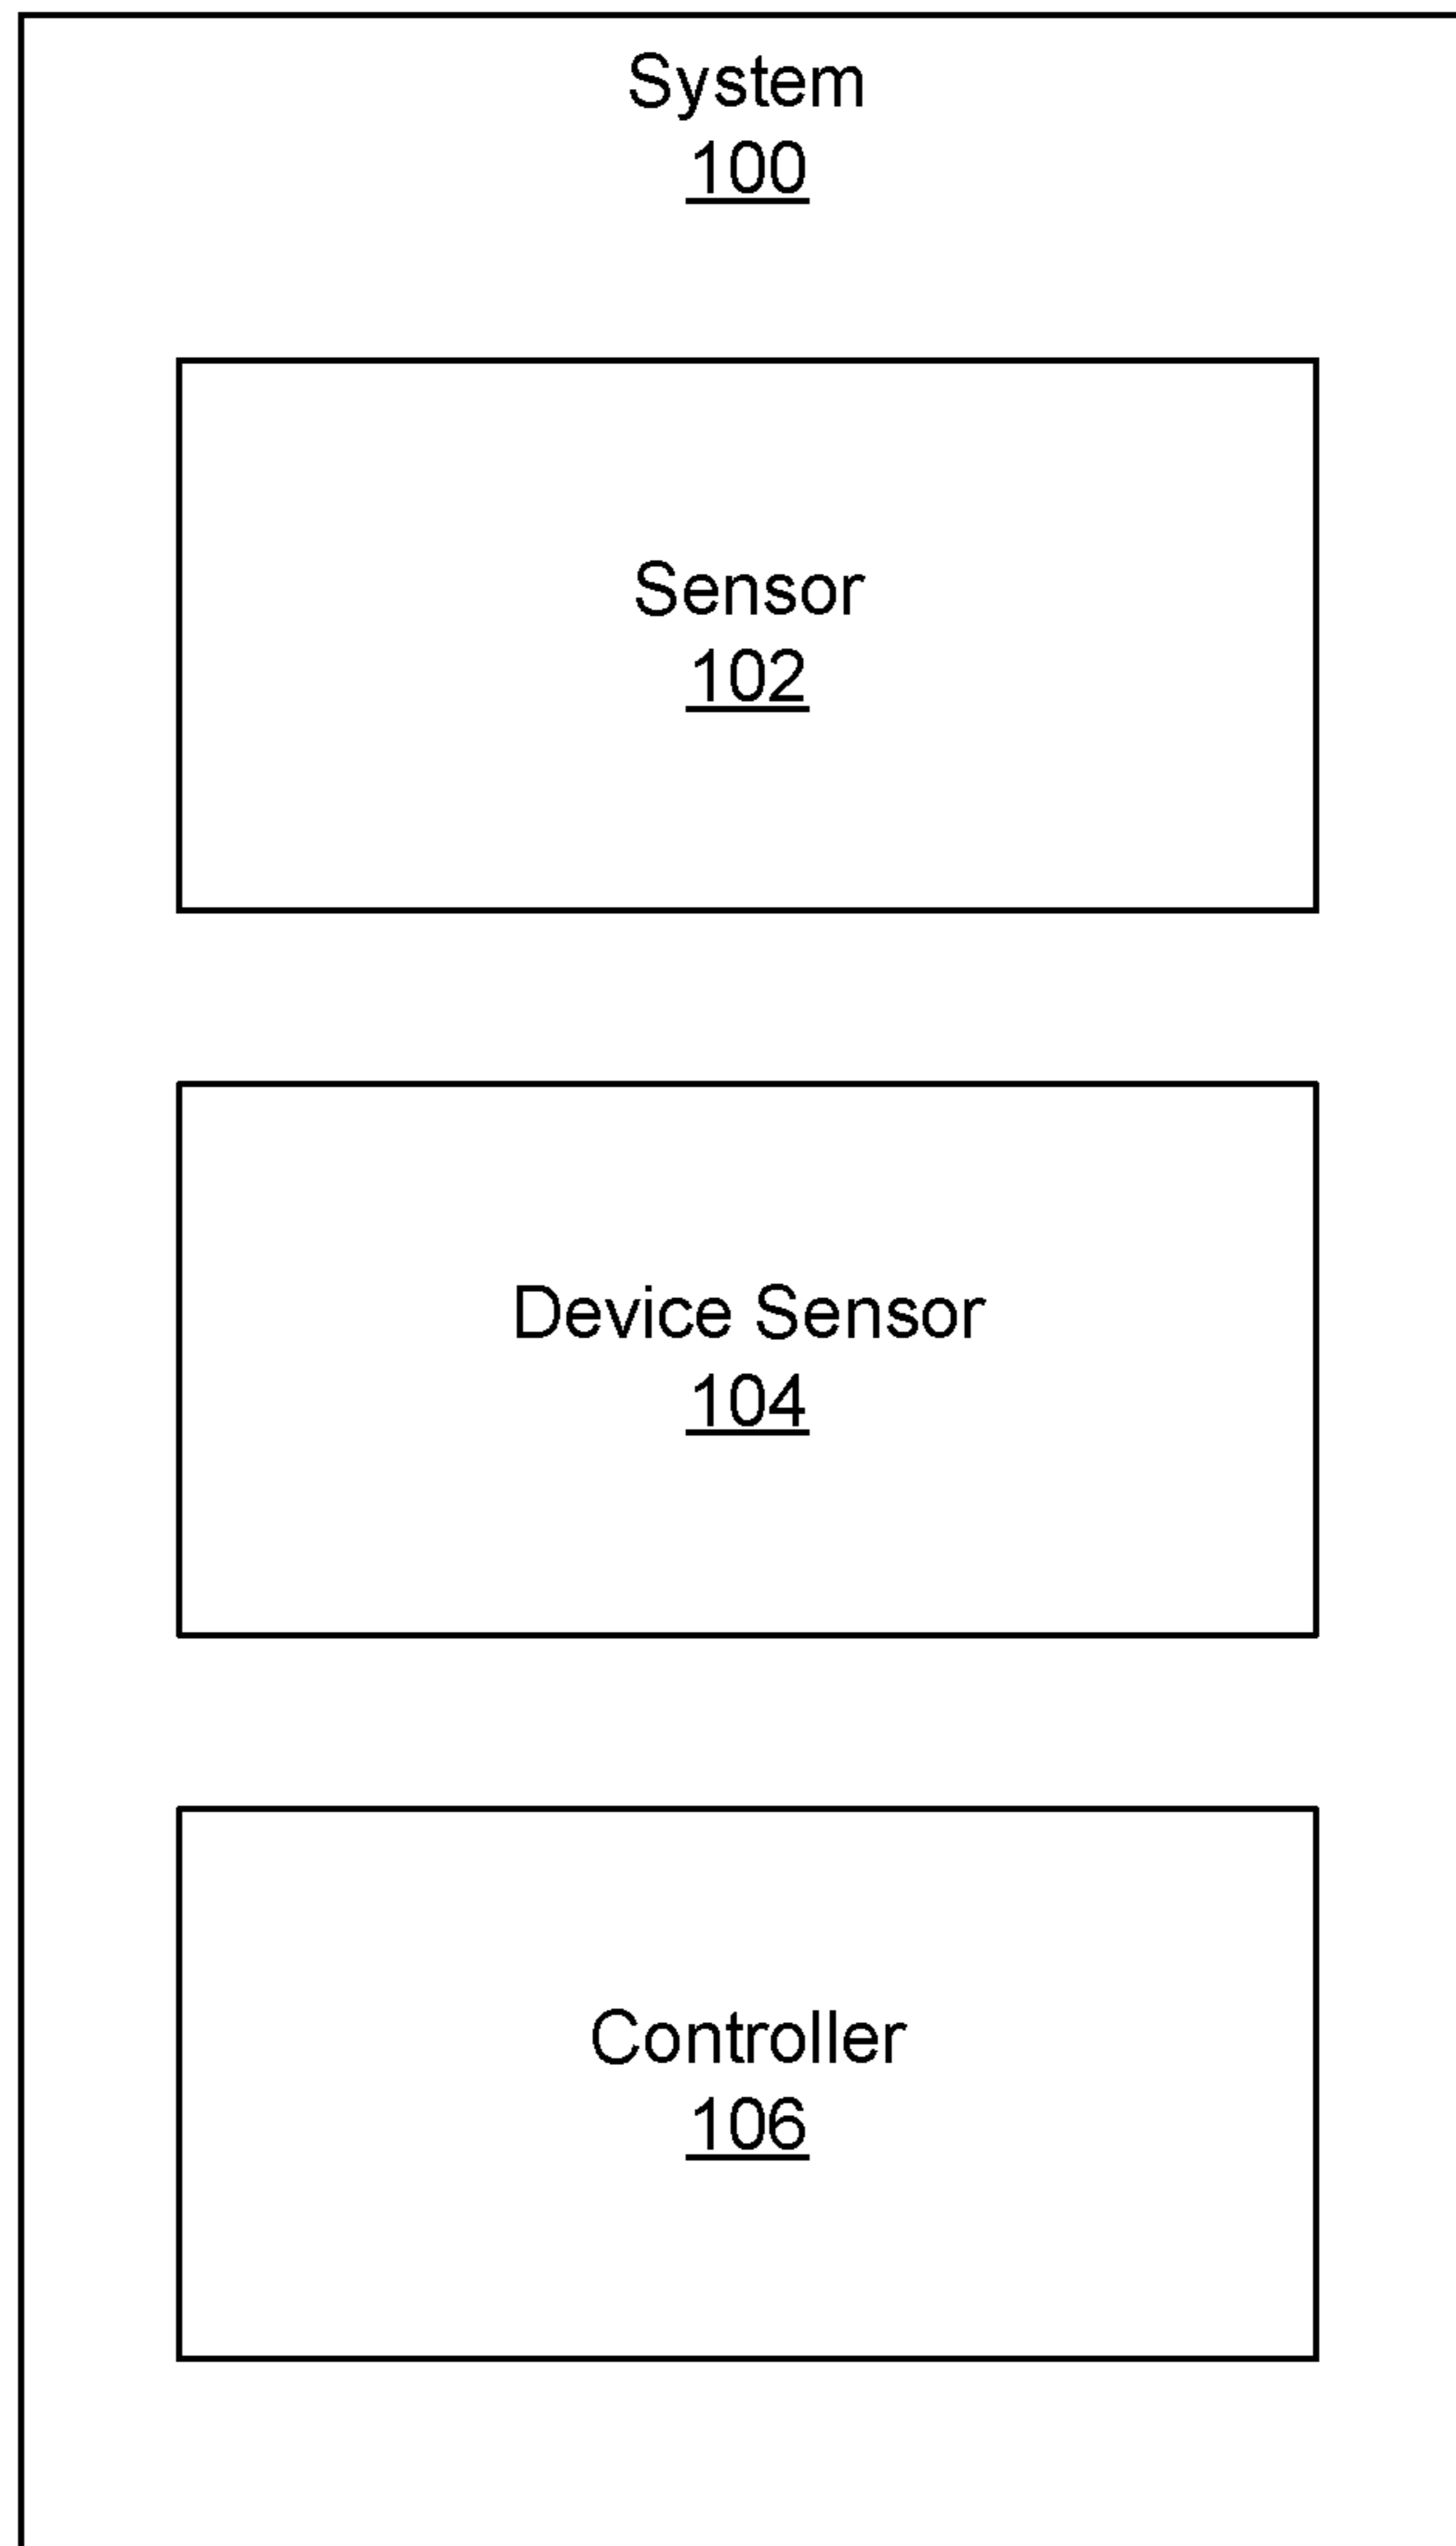 System
100
Sensor
102
Device Sensor
104
Controller
106